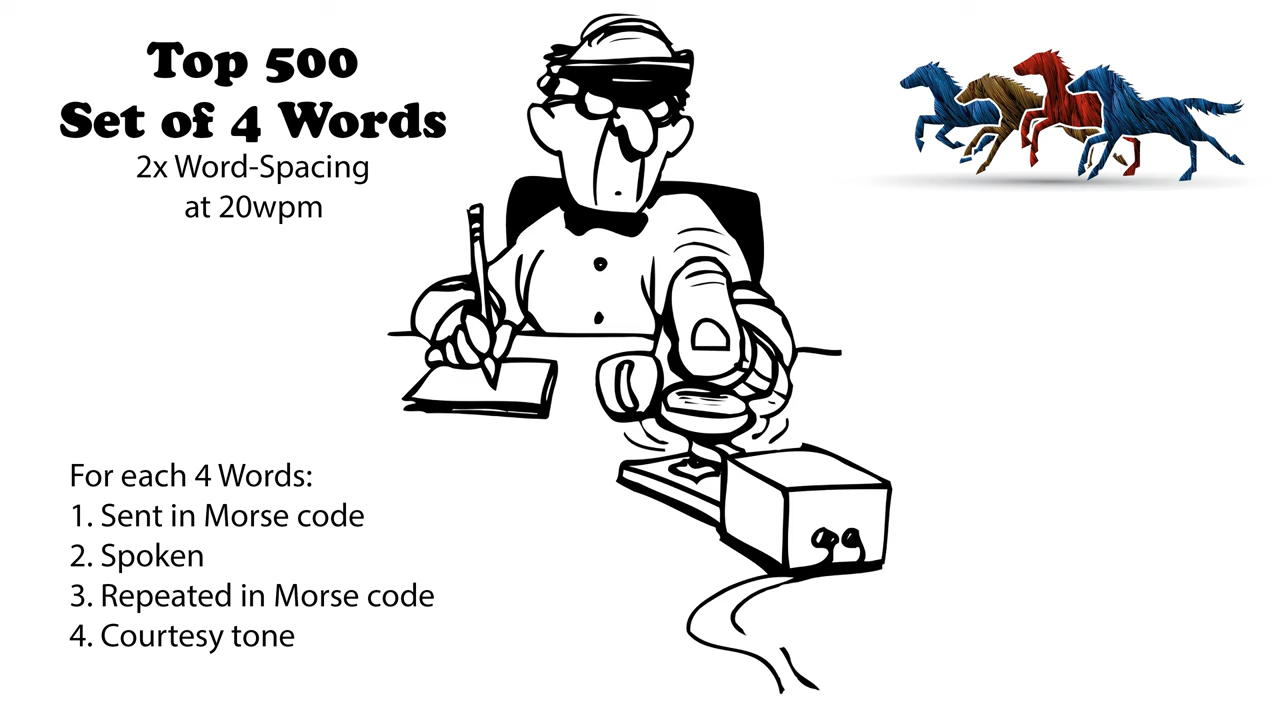 Top 500
Set of 4 Words
2x Word-Spacing
at 20wpm
For each 4 Words:
1. Sent in Morse code
2. Spoken
3. Repeated in Morse code
4. Courtesy tone